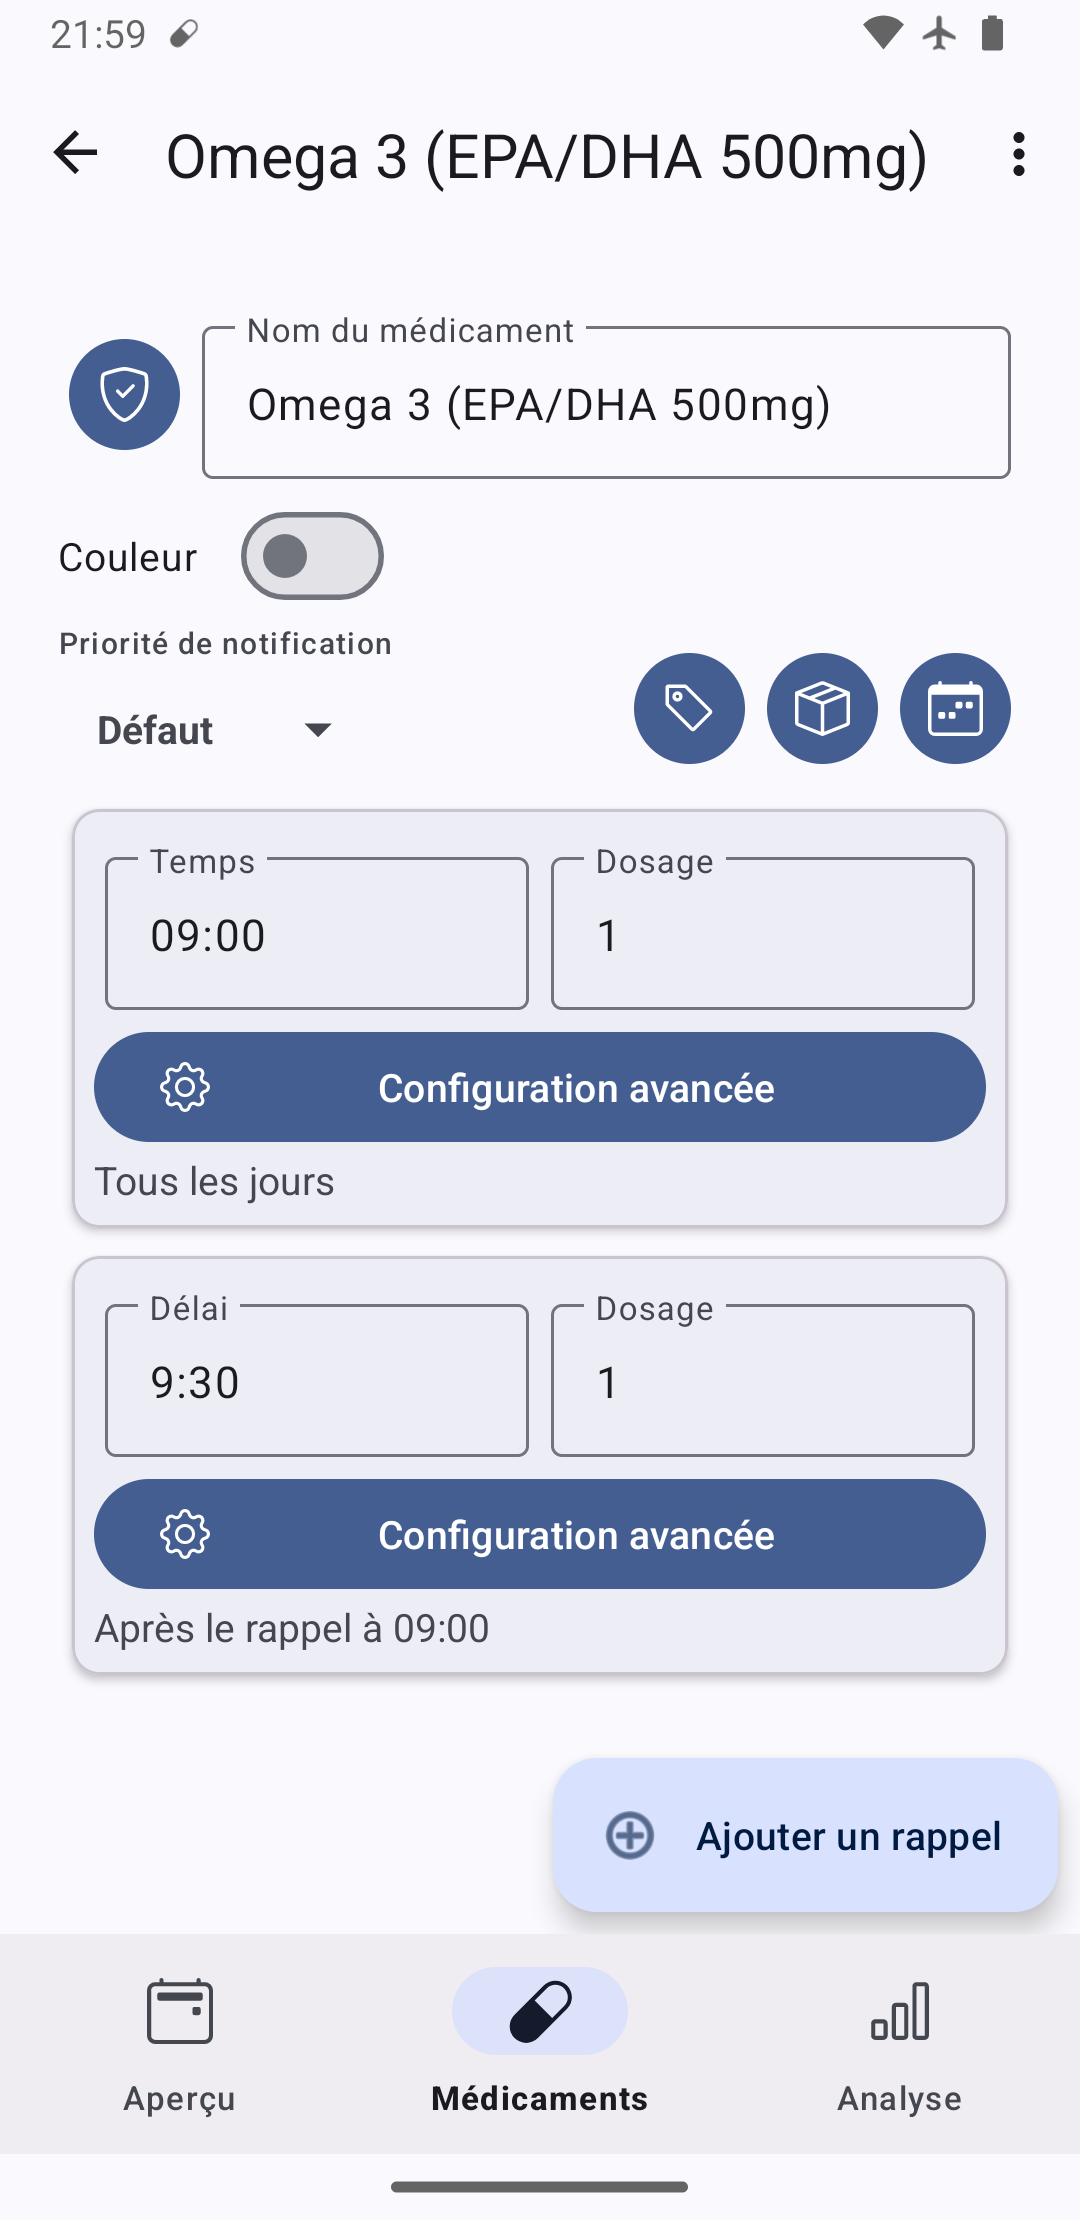 21:59
Omega 3 (EPA/DHA 500mg)
Nom du médicament
Omega 3 (EPA/DHA 500mg)
Couleur
Priorité de notification
Défaut
Temps
09:00
Dosage
1
Configuration avancée
Tous les jours
Délai
9:30
Dosage
1
Configuration avancée
Après le rappel à 09:00
Ajouter un rappel
Aperçu
Médicaments
Analyse